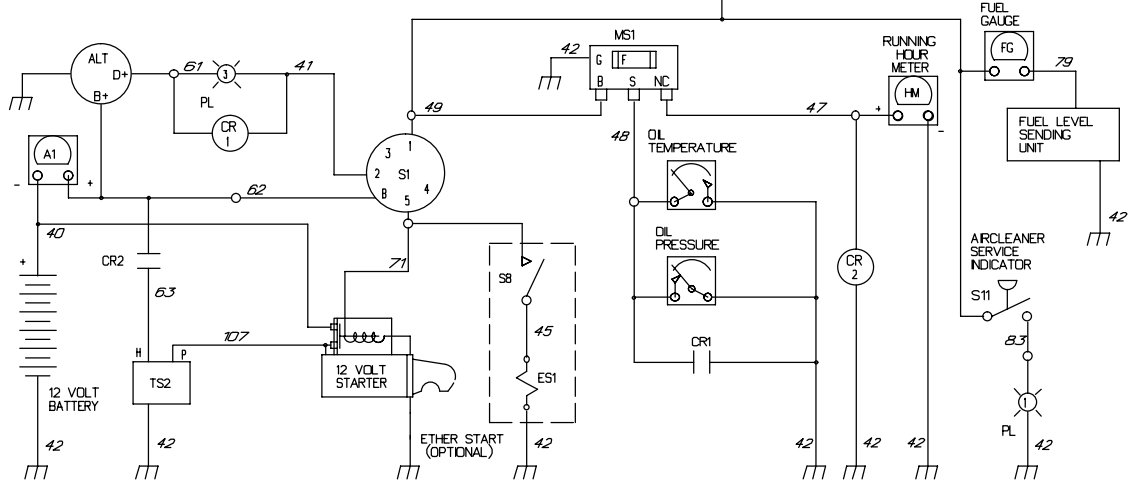 FUEL
GAUGE
FG
79
MS1
42
G F
B S NC
RUNNING
HOUR
METER
HM
+ -
ALT
D+
B+
61
3
41
PL
CR
1
49
47
48
FUEL LEVEL
SENDING
UNIT
A1
- +
62
3 1
2 S1 4
B 5
OIL
TEMPERATURE
42
40
+
CR2
63
71
S8
OIL
PRESSURE
CR
2
AIRCLEANER
SERVICE
INDICATOR
S11
83
H P
107
TS2
12 VOLT
BATTERY
12 VOLT
STARTER
45
ES1
CR1
1
PL
ETHER START
(OPTIONAL)
42
42
42
42
42
42
42